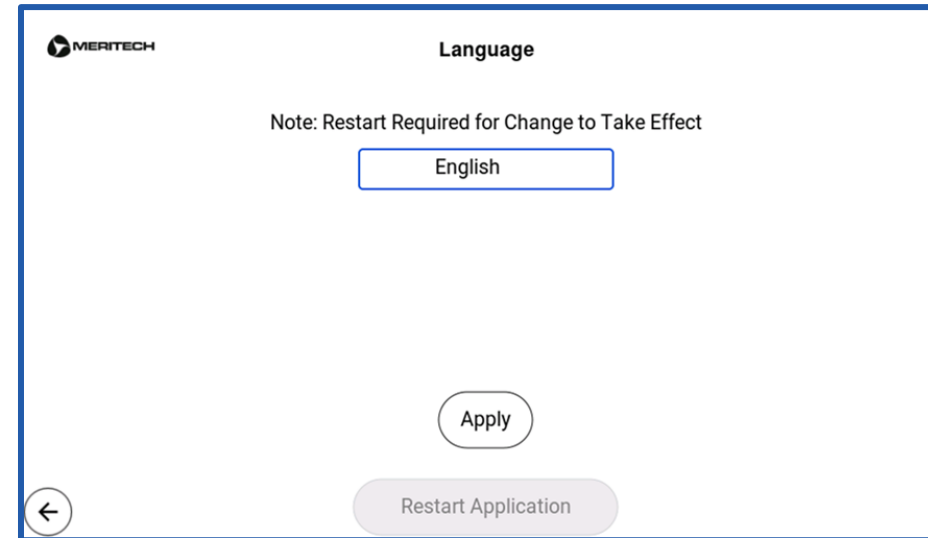 MERITECH
Language
Note: Restart Required for Change to Take Effect
English
Apply
Restart Application